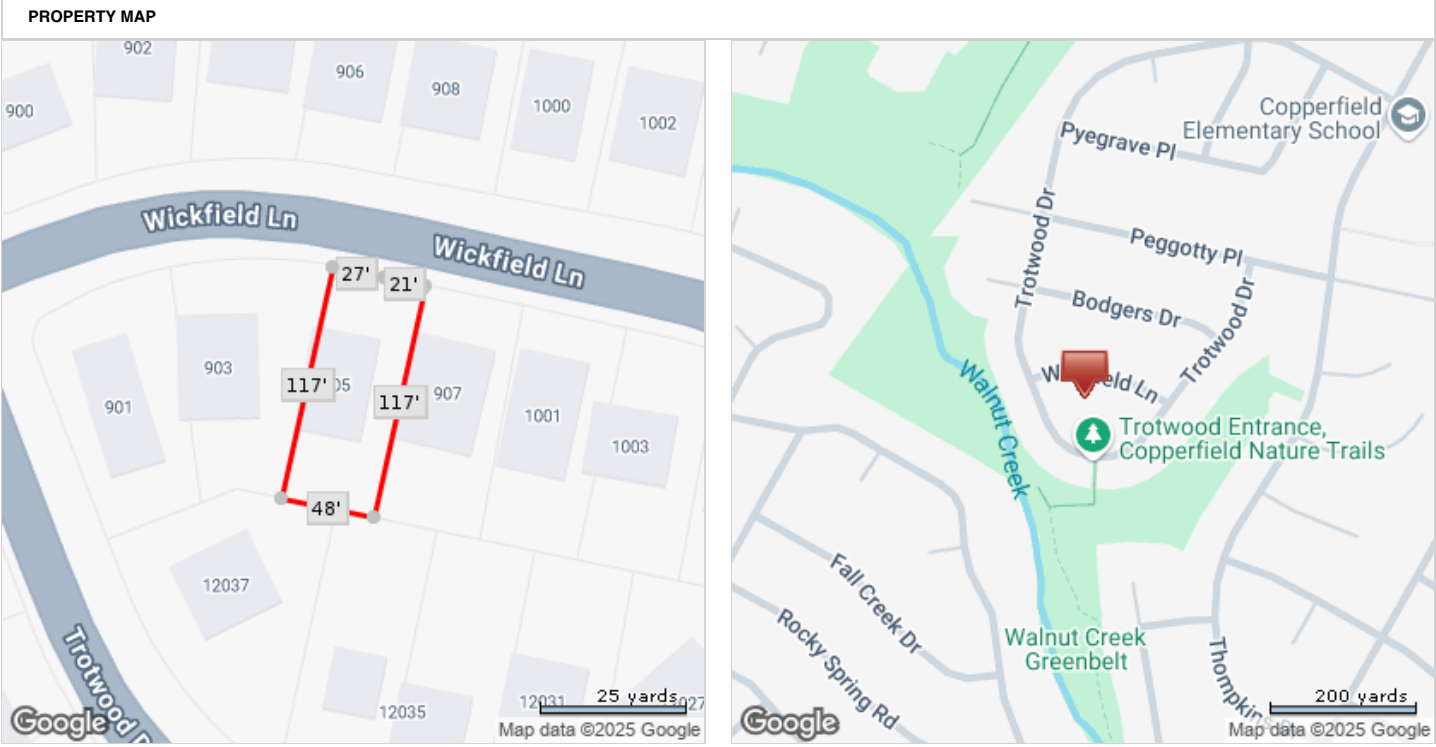 PROPERTY MAP
902
906
908
900
1000
1002
Wickfield Ln
Wickfield Ln
27'
21'
903
117'
05
907
117'
901
1001
1003
48'
12037
Trotwood D
12035
12031
027
25 yards
Google
Map data ©2025 Google
Copperfield
Elementary School
Pyegrave Pl
Trotwood Dr
Peggotty Pl
Bodgers Dr
Trotwood Dr
W
field Ln
Walnut Creek
Trotwood Entrance,
Copperfield Nature Trails
Fall Creek Dr
Rocky Spring Rd
Walnut Creek
Greenbelt
Thompkins
200 yards
Google
Map data ©2025 Google